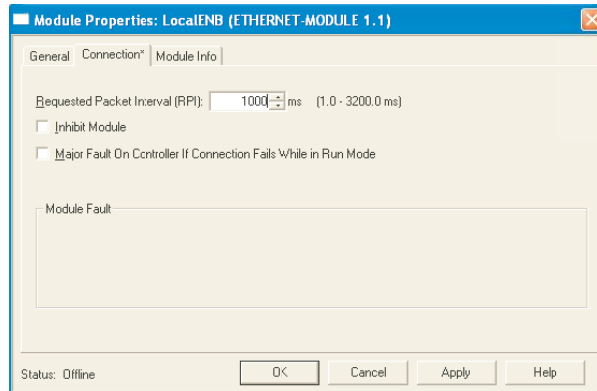 Module Properties: LocalENB (ETHERNET-MODULE 1.1)
General Connection* Module Info
Requested Packet Interval (RPI): 1000 ms (1.0 - 3200.0 ms)
Inhibit Module
Major Fault On Controller If Connection Fails While in Run Mode
Module Fault
Status: Offline OK Cancel Apply Help